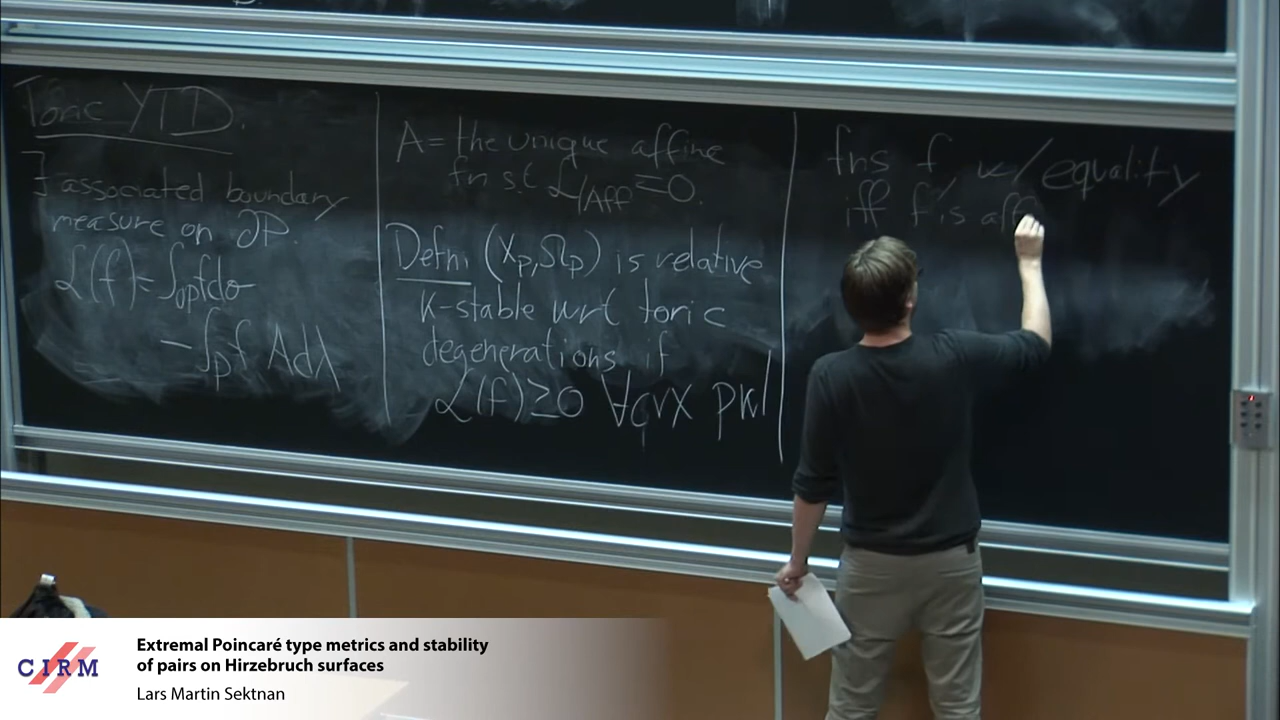 Toric YTD.
∃ associated boundary
measure on ∂P.
ℒ(f) = ∫∂P f dσ
- ∫P f A dλ
A = the unique affine
fn s.t. ℒ|Aff = 0.
Defn: (XP, ΩP) is relative
K-stable wrt toric
degenerations if
ℒ(f) ≥ 0 ∀ cvx pwl
fns f, w/ equality
iff f is aff
CIRM
Extremal Poincaré type metrics and stability
of pairs on Hirzebruch surfaces
Lars Martin Sektnan